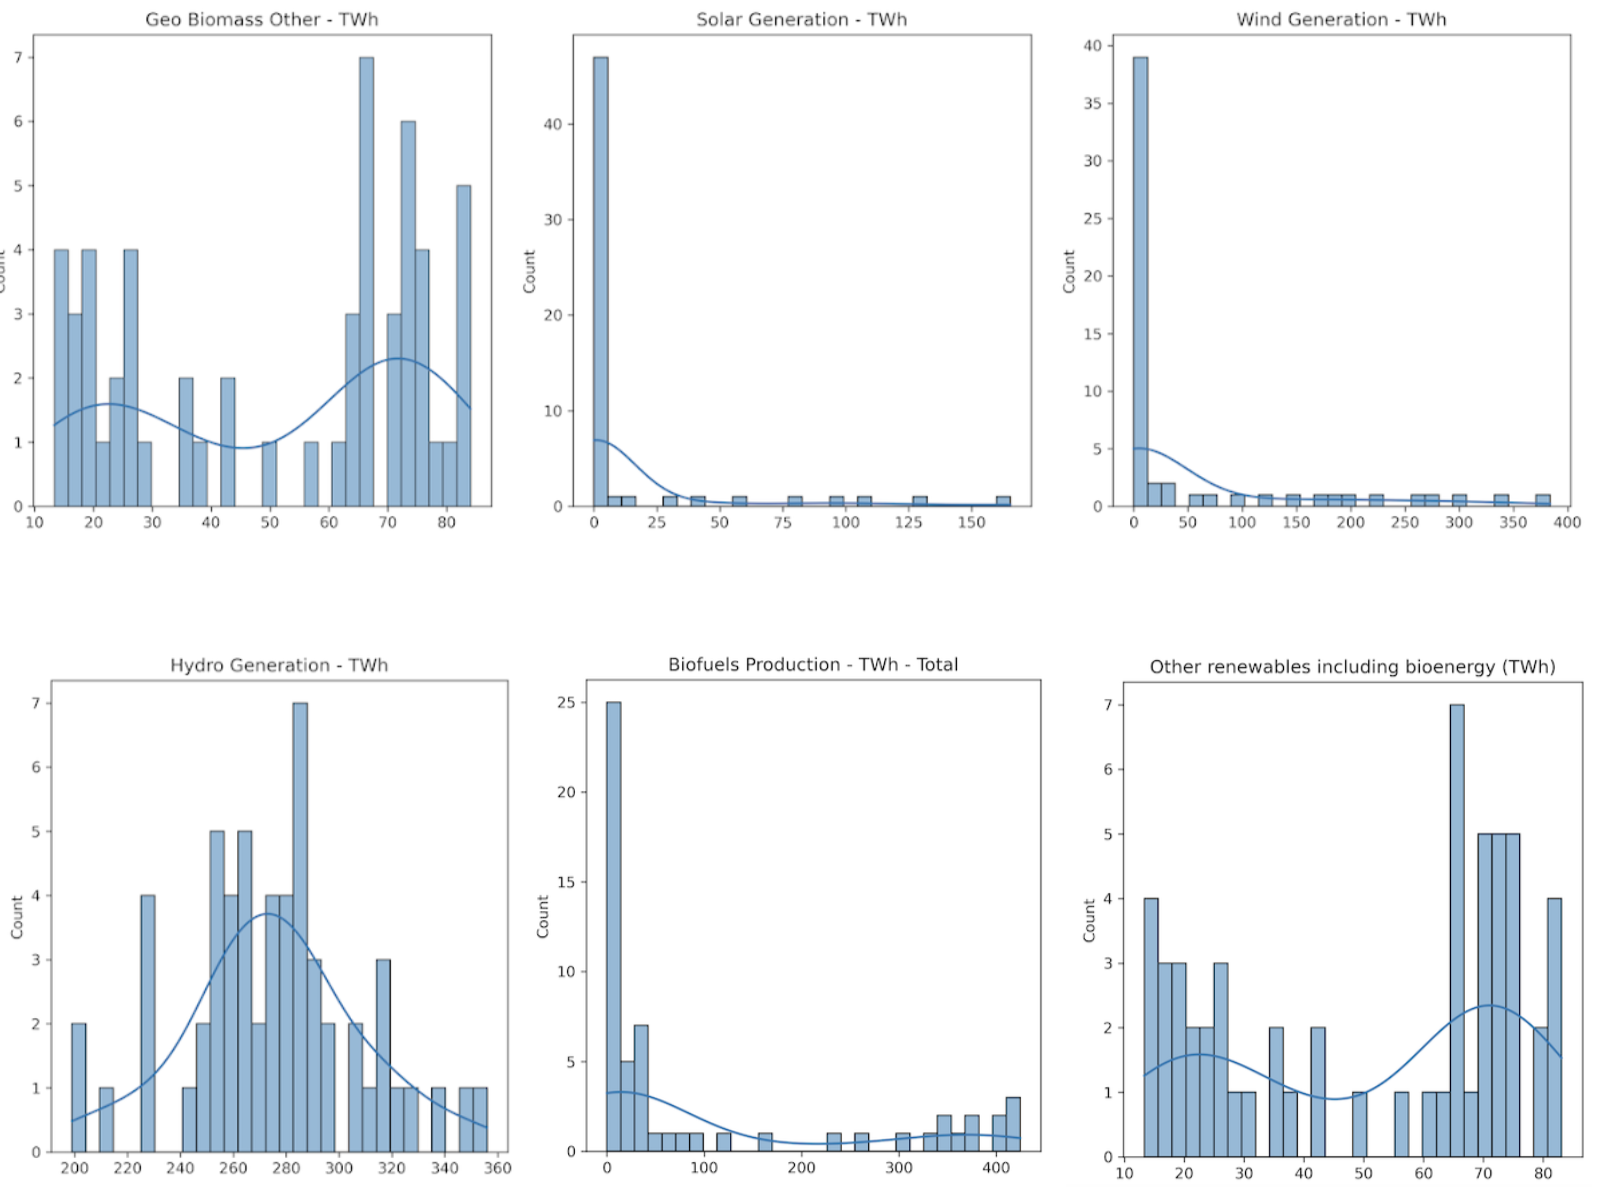 Geo Biomass Other - TWh
Solar Generation - TWh
Wind Generation - TWh
7
6
5
4
3
2
1
0
Count
10 20 30 40 50 60 70 80
40
30
20
10
0
Count
0 25 50 75 100 125 150
40
35
30
25
20
15
10
5
0
Count
0 50 100 150 200 250 300 350 400
Hydro Generation - TWh
Biofuels Production - TWh - Total
Other renewables including bioenergy (TWh)
7
6
5
4
3
2
1
0
Count
200 220 240 260 280 300 320 340 360
25
20
15
10
5
0
Count
0 100 200 300 400
7
6
5
4
3
2
1
0
Count
10 20 30 40 50 60 70 80